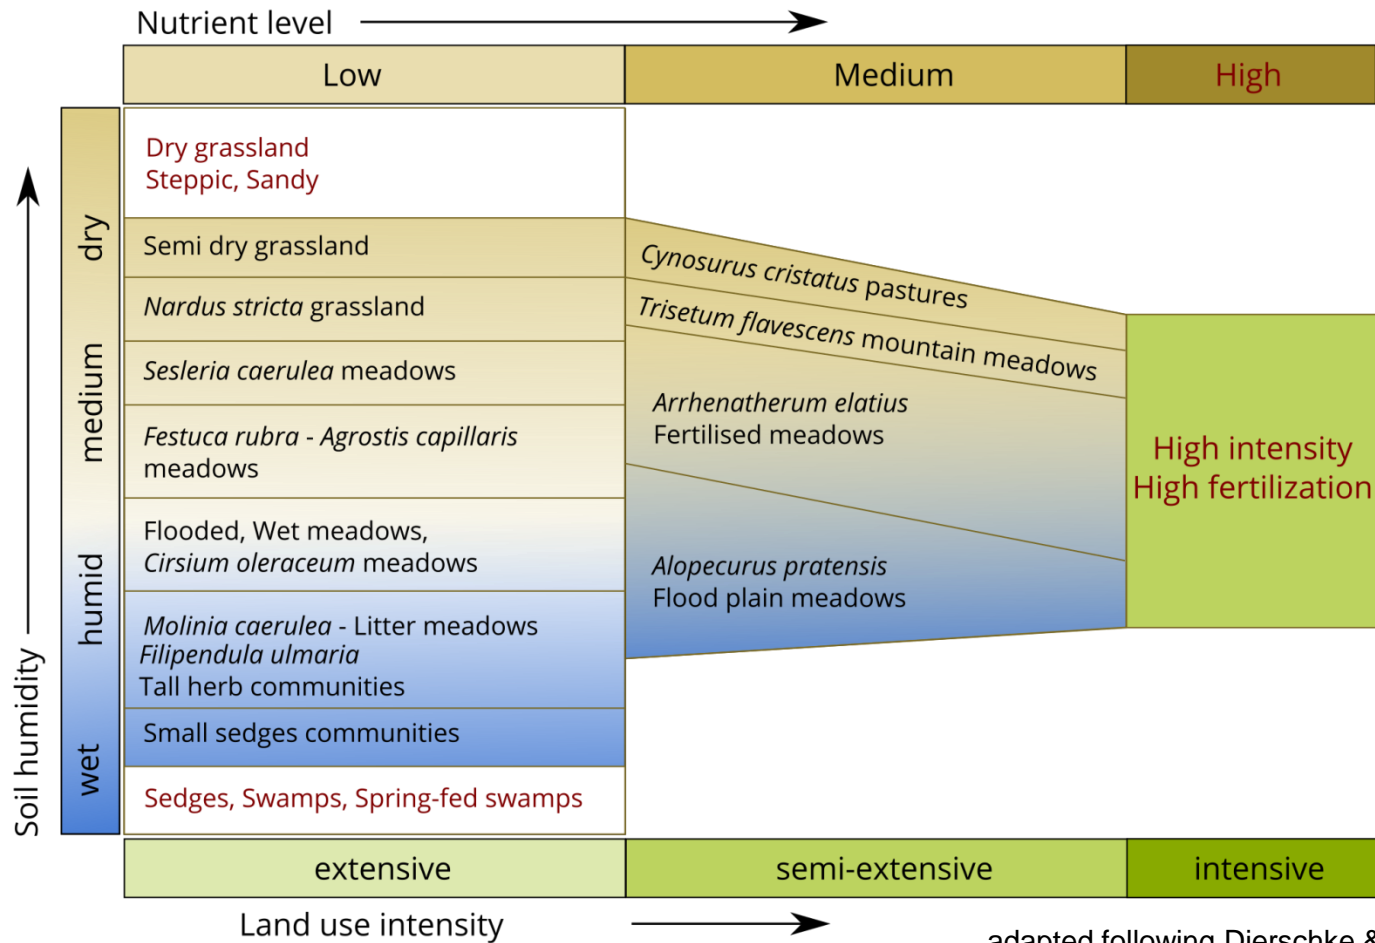 Nutrient level
Low
Medium
High
Dry grassland
Steppic, Sandy
Semi dry grassland
Nardus stricta grassland
Sesleria caerulea meadows
Festuca rubra - Agrostis capillaris
meadows
Flooded, Wet meadows,
Cirsium oleraceum meadows
Molinia caerulea - Litter meadows
Filipendula ulmaria
Tall herb communities
Small sedges communities
Sedges, Swamps, Spring-fed swamps
Cynosurus cristatus pastures
Trisetum flavescens mountain meadows
Arrhenatherum elatius
Fertilised meadows
Alopecurus pratensis
Flood plain meadows
High intensity
High fertilization
Soil humidity
dry
medium
humid
wet
extensive
semi-extensive
intensive
Land use intensity
adapted following Dierschke &